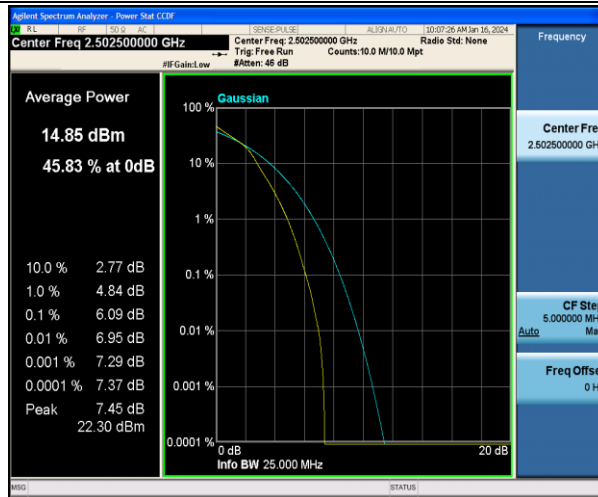 Agilent Spectrum Analyzer - Power Stat CCDF
RL RF 50 Ω AC SENSE:PULSE ALIGN AUTO 10:07:26 AM Jan 16, 2024
Center Freq 2.502500000 GHz
Center Freq: 2.502500000 GHz Radio Std: None
Trig: Free Run Counts:10.0 M/10.0 Mpt
#IFGain:Low #Atten: 46 dB
Frequency
Average Power
14.85 dBm
45.83 % at 0dB
10.0 % 2.77 dB
1.0 % 4.84 dB
0.1 % 6.09 dB
0.01 % 6.95 dB
0.001 % 7.29 dB
0.0001 % 7.37 dB
Peak 7.45 dB
22.30 dBm
Gaussian
100 %
10 %
1 %
0.1 %
0.01 %
0.001 %
0.0001 %
0 dB 20 dB
Info BW 25.000 MHz
Center Fre
2.502500000 GH
CF Ste
5.000000 MH
Auto Ma
Freq Offse
0 H
MSG STATUS